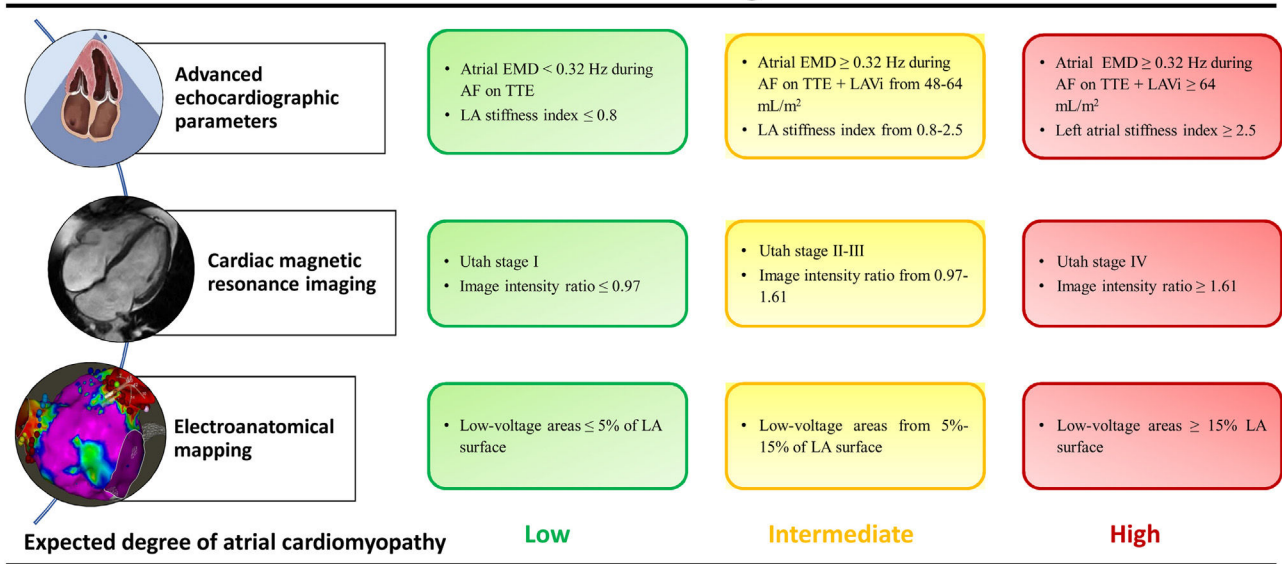 Advanced
echocardiographic
parameters
• Atrial EMD < 0.32 Hz during
AF on TTE
• LA stiffness index ≤ 0.8
• Atrial EMD ≥ 0.32 Hz during
AF on TTE + LAVi from 48-64
mL/m²
• LA stiffness index from 0.8-2.5
• Atrial EMD ≥ 0.32 Hz during
AF on TTE + LAVi ≥ 64
mL/m²
• Left atrial stiffness index ≥ 2.5
Cardiac magnetic
resonance imaging
• Utah stage I
• Image intensity ratio ≤ 0.97
• Utah stage II-III
• Image intensity ratio from 0.97-
1.61
• Utah stage IV
• Image intensity ratio ≥ 1.61
Electroanatomical
mapping
• Low-voltage areas ≤ 5% of LA
surface
• Low-voltage areas from 5%-
15% of LA surface
• Low-voltage areas ≥ 15% LA
surface
Expected degree of atrial cardiomyopathy
Low
Intermediate
High